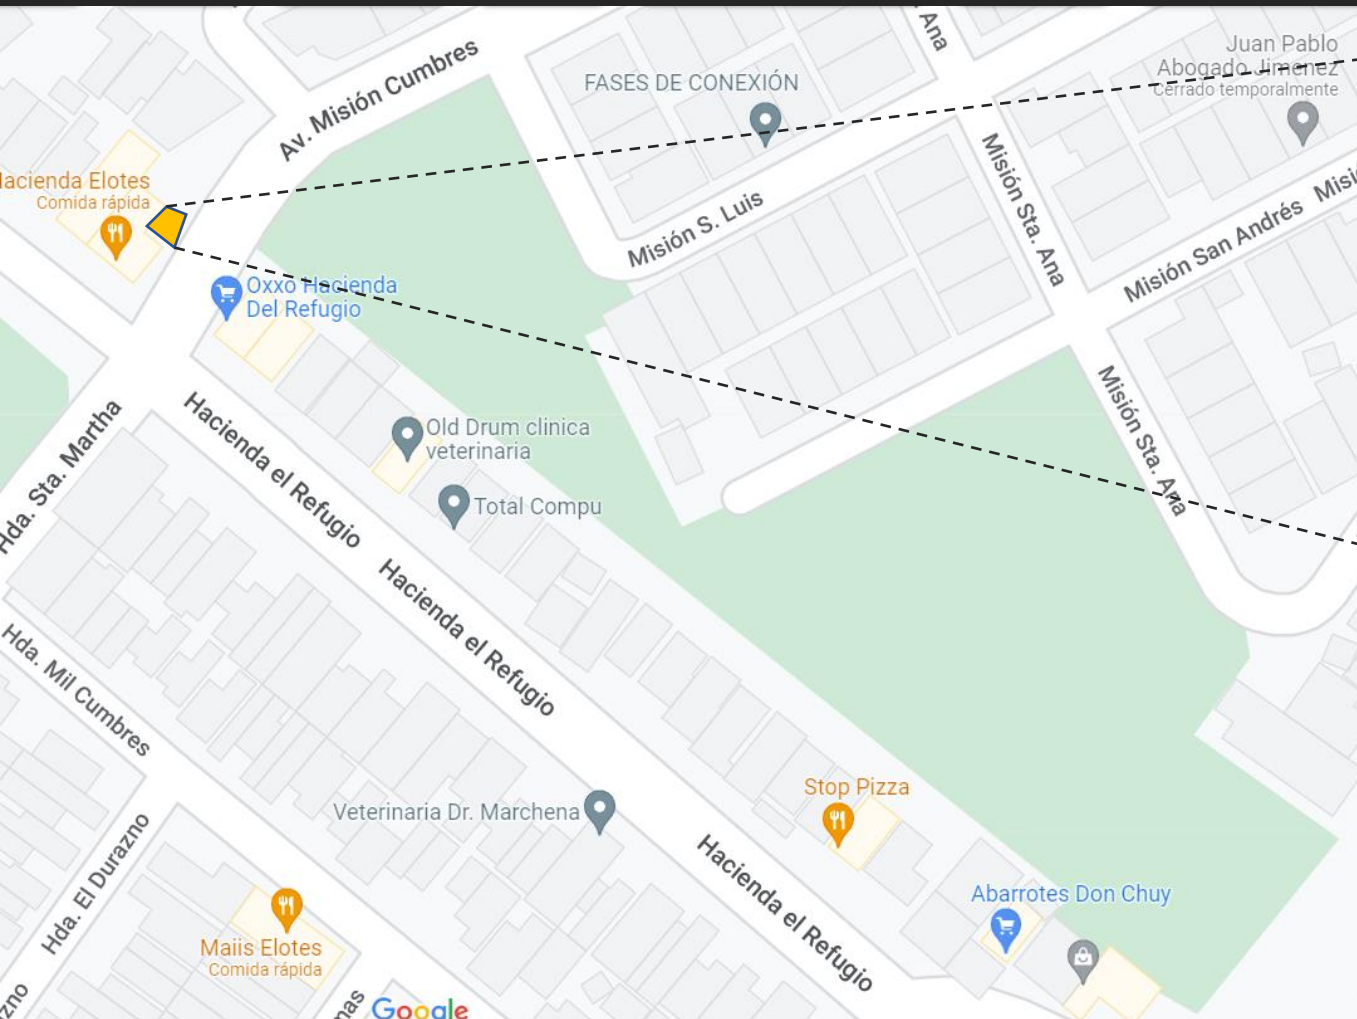 Av. Misión Cumbres
Ana
FASES DE CONEXIÓN
Juan Pablo
Abogado Jimenez
Cerrado temporalmente
Hacienda Elotes
Comida rápida
Misión S. Luis
Misión Sta. Ana
Misión San Andrés
Oxxo Hacienda
Del Refugio
Misión Sta. Ana
Hda. Sta. Martha
Hacienda el Refugio
Old Drum clinica
veterinaria
Total Compu
Hacienda el Refugio
Hda. Mil Cumbres
Stop Pizza
Veterinaria Dr. Marchena
Hacienda el Refugio
Hda. El Durazno
Abarrotes Don Chuy
Maiis Elotes
Comida rápida
Google